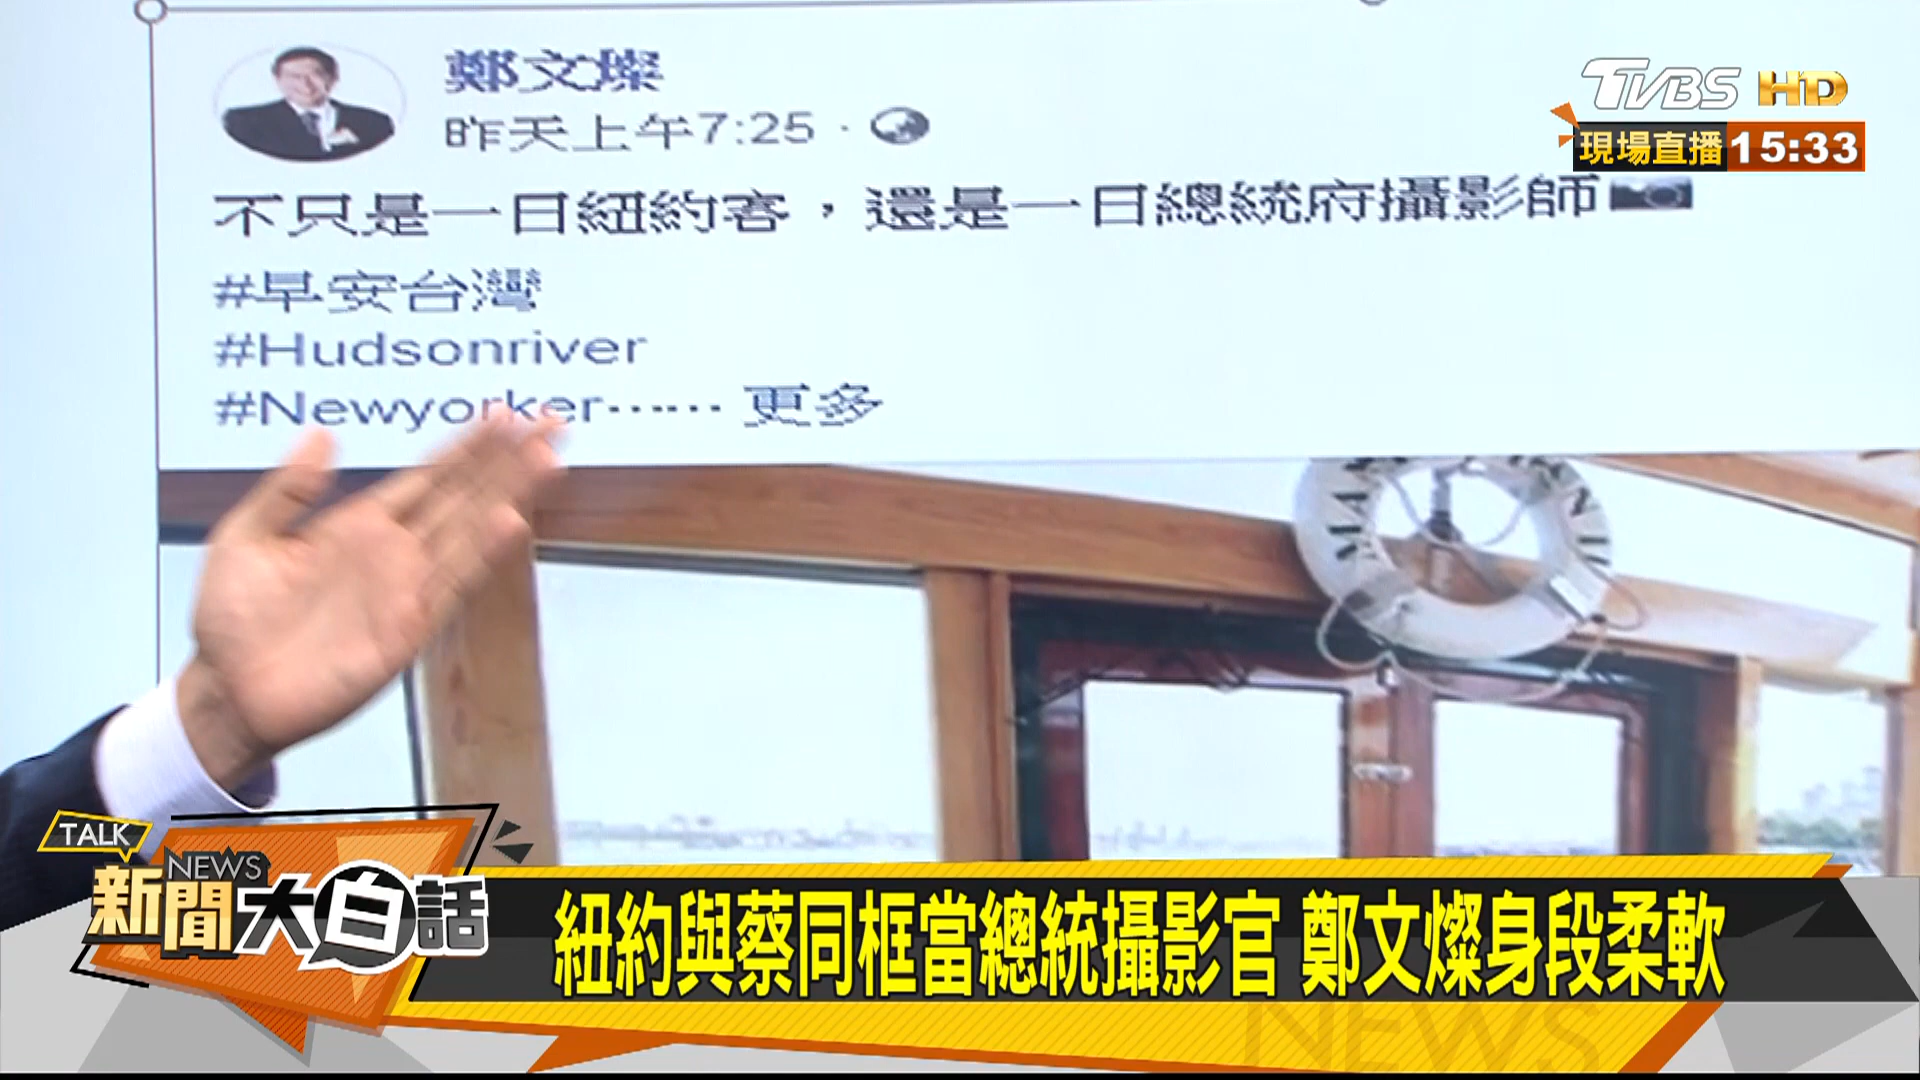 鄭文燦
昨天上午7:25 ·
不只是一日紐約客，還是一日總統府攝影師
#早安台灣
#Hudsonriver
#Newyorker…… 更多
TVBS HD
現場直播 15:33
TALK
NEWS
新聞大白話
紐約與蔡同框當總統攝影官 鄭文燦身段柔軟
NEWS